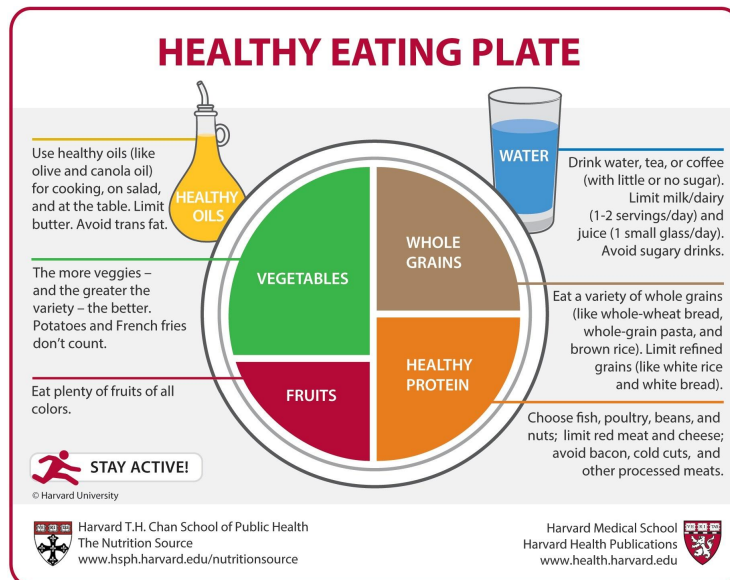 HEALTHY EATING PLATE
Use healthy oils (like
olive and canola oil)
for cooking, on salad,
and at the table. Limit
butter. Avoid trans fat.
HEALTHY
OILS
The more veggies –
and the greater the
variety – the better.
Potatoes and French fries
don’t count.
Eat plenty of fruits of all
colors.
VEGETABLES
FRUITS
WHOLE
GRAINS
HEALTHY
PROTEIN
WATER
Drink water, tea, or coffee
(with little or no sugar).
Limit milk/dairy
(1-2 servings/day) and
juice (1 small glass/day).
Avoid sugary drinks.
Eat a variety of whole grains
(like whole-wheat bread,
whole-grain pasta, and
brown rice). Limit refined
grains (like white rice
and white bread).
Choose fish, poultry, beans, and
nuts; limit red meat and cheese;
avoid bacon, cold cuts, and
other processed meats.
STAY ACTIVE!
© Harvard University
Harvard T.H. Chan School of Public Health
The Nutrition Source
www.hsph.harvard.edu/nutritionsource
Harvard Medical School
Harvard Health Publications
www.health.harvard.edu